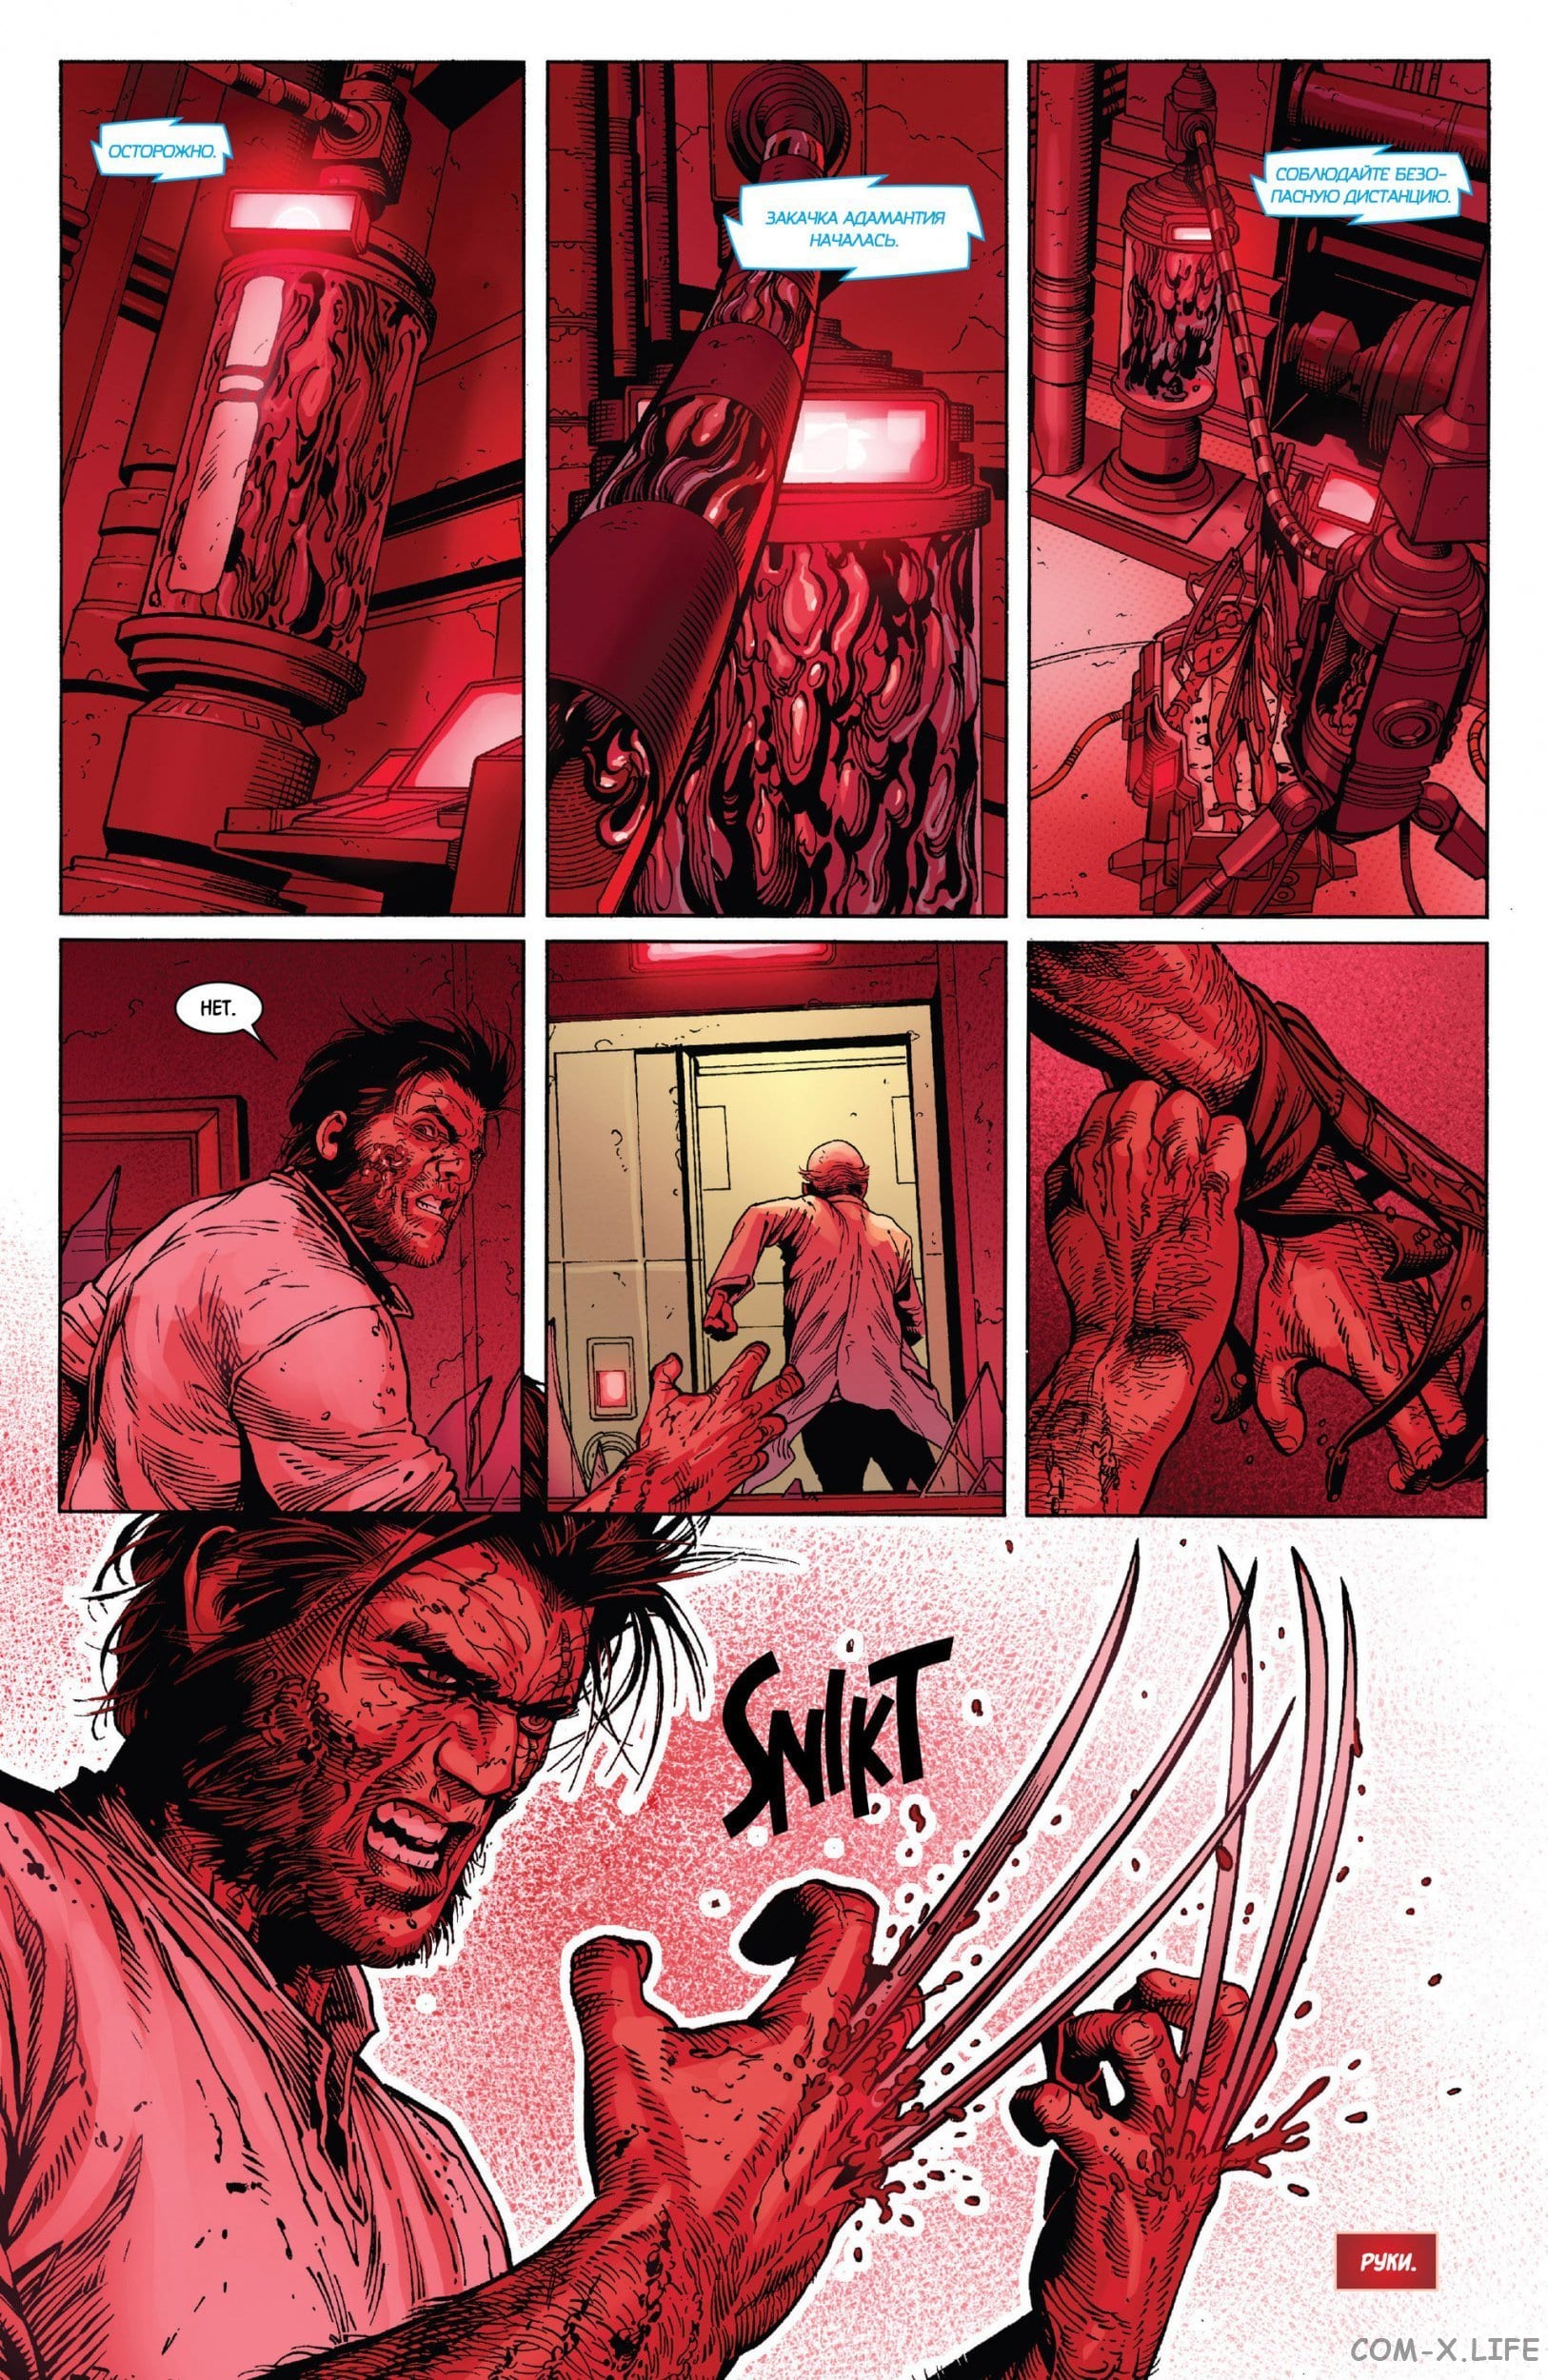 ОСТОРОЖНО.
ЗАКАЧКА АДАМАНТИЯ
НАЧАЛАСЬ.
СОБЛЮДАЙТЕ БЕЗО-
ПАСНУЮ ДИСТАНЦИЮ.
НЕТ.
SNIKT
РУКИ.
COM-X.LIFE